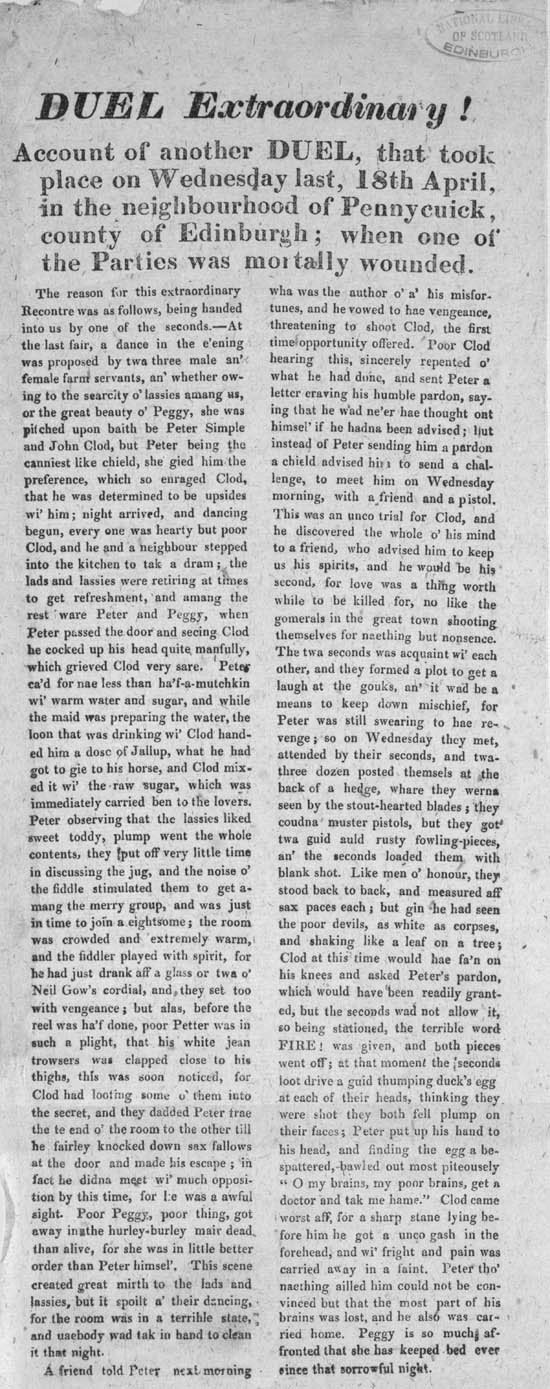 NATIONAL LIBRARY
OF SCOTLAND
EDINBURGH
DUEL Extraordinary!
Account of another DUEL, that took
place on Wednesday last, 18th April,
in the neighbourhood of Pennycuick,
county of Edinburgh; when one of
the Parties was mortally wounded.
The reason for this extraordinary
Recontre was as follows, being handed
into us by one of the seconds.—At
the last fair, a dance in the e'ening
was proposed by twa three male an'
female farm servants, an' whether ow-
ing to the scarcity o' lassies amang us,
or the great beauty o' Peggy, she was
pitched upon baith be Peter Simple
and John Clod, but Peter being the
canniest like chield, she gied him the
preference, which so enraged Clod,
that he was determined to be upsides
wi' him; night arrived, and dancing
begun, every one was hearty but poor
Clod, and he and a neighbour stepped
into the kitchen to tak a dram; the
lads and lassies were retiring at times
to get refreshment, and amang the
rest ware Peter and Peggy, when
Peter passed the door and seeing Clod
he cocked up his head quite manfully,
which grieved Clod very sare. Peter
ca'd for nae less than ha'f-a-mutchkin
wi' warm water and sugar, and while
the maid was preparing the water, the
loon that was drinking wi' Clod hand-
ed him a dose of Jallup, what he had
got to gie to his horse, and Clod mix-
ed it wi' the raw sugar, which was
immediately carried ben to the lovers.
Peter observing that the lassies liked
sweet toddy, plump went the whole
contents, they put off very little time
in discussing the jug, and the noise o'
the fiddle stimulated them to get a-
mang the merry group, and was just
in time to join a eightsome; the room
was crowded and extremely warm,
and the fiddler played with spirit, for
he had just drank aff a glass or twa o'
Neil Gow's cordial, and they set too
with vengeance; but alas, before the
reel was ha'f done, poor Petter was in
such a plight, that his white jean
trowsers was clapped close to his
thighs, this was soon noticed, for
Clod had looting some o' them into
the secret, and they dadded Peter frae
the te end o' the room to the other till
he fairley knocked down sax fallows
at the door and made his escape; in
fact he didna meet wi' much opposi-
tion by this time, for he was a awful
sight. Poor Peggy, poor thing, got
away in the hurley-burley mair dead
than alive, for she was in little better
order than Peter himsel'. This scene
created great mirth to the lads and
lassies, but it spoilt a' their dancing,
for the room was in a terrible state,
and uaebody wad tak in hand to clean
it that night.
A friend told Peter next morning
wha was the author o' a' his misfor-
tunes, and he vowed to hae vengeance,
threatening to shoot Clod, the first
time opportunity offered. Poor Clod
hearing this, sincerely repented o'
what he had done, and sent Peter a
letter craving his humble pardon, say-
ing that he wad ne'er hae thought ont
himsel' if he hadna been advised; but
instead of Peter sending him a pardon
a chield advised him to send a chal-
lenge, to meet him on Wednesday
morning, with a friend and a pistol.
This was an unco trial for Clod, and
he discovered the whole o' his mind
to a friend, who advised him to keep
us his spirits, and he would be his
second, for love was a thing worth
while to be killed for, no like the
gomerals in the great town shooting
themselves for naething but nonsence.
The twa seconds was acquaint wi' each
other, and they formed a plot to get a
laugh at the gouks, an' it wad be a
means to keep down mischief, for
Peter was still swearing to hae re-
venge; so on Wednesday they met,
attended by their seconds, and twa-
three dozen posted themsels at the
back of a hedge, whare they werna
seen by the stout-hearted blades; they
coudna muster pistols, but they got
twa guid auld rusty fowling-pieces,
an' the seconds loaded them with
blank shot. Like men o' honour, they
stood back to back, and measured aff
sax paces each; but gin he had seen
the poor devils, as white as corpses,
and shaking like a leaf on a tree;
Clod at this time would hae fa'n on
his knees and asked Peter's pardon,
which would have been readily grant-
ed, but the seconds wad not allow it,
so being stationed, the terrible word
FIRE! was given, and both pieces
went off; at that moment the seconds
loot drive a guid thumping duck's egg
at each of their heads, thinking they
were shot they both fell plump on
their faces; Peter put up his hand to
his head, and finding the egg a be-
spattered, bawled out most piteously
" O my brains, my poor brains, get a
doctor and tak me hame." Clod came
worst aff, for a sharp stane lying be-
fore him he got a unco gash in the
forehead, and wi' fright and pain was
carried away in a faint. Peter tho'
naething ailled him could not be con-
vinced but that the most part of his
brains was lost, and he also was car-
ried home. Peggy is so much af-
fronted that she has keeped bed ever
since that sorrowful night.